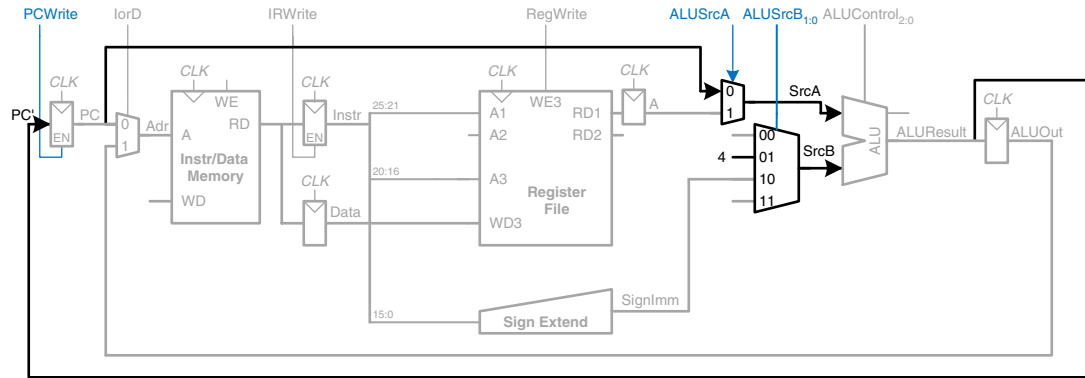 PCWrite IorD IRWrite RegWrite ALUSrcA ALUSrcB1:0 ALUControl2:0
CLK CLK CLK CLK CLK CLK
PC' PC EN
0
1
Adr
A RD WE
Instr/Data
Memory
WD
EN Instr
CLK
Data
25:21
20:16
15:0
A1 WE3 RD1
A2 RD2
A3
Register
File
WD3
A
0
1
SrcA
00
4 01
10
11
SrcB
ALU
ALUResult
ALUOut
SignImm
Sign Extend